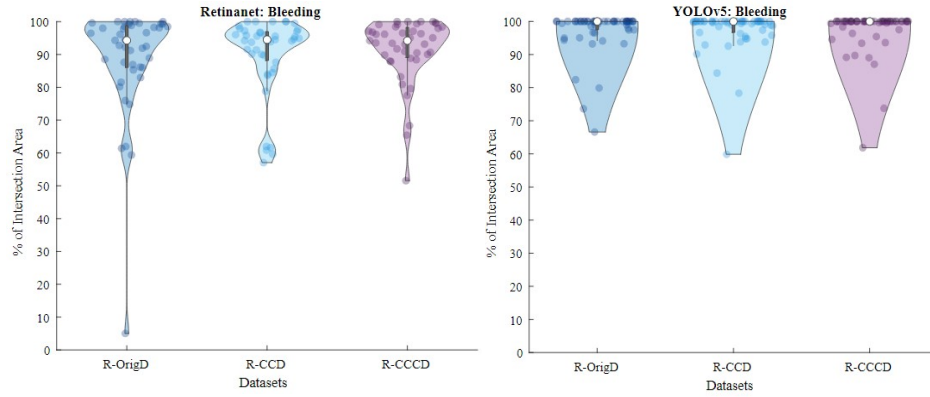 Retinanet: Bleeding
100
90
80
70
60
50
40
30
20
10
0
% of Intersection Area
R-OrigD R-CCD R-CCCD
Datasets
YOLOv5: Bleeding
100
90
80
70
60
50
40
30
20
10
0
% of Intersection Area
R-OrigD R-CCD R-CCCD
Datasets